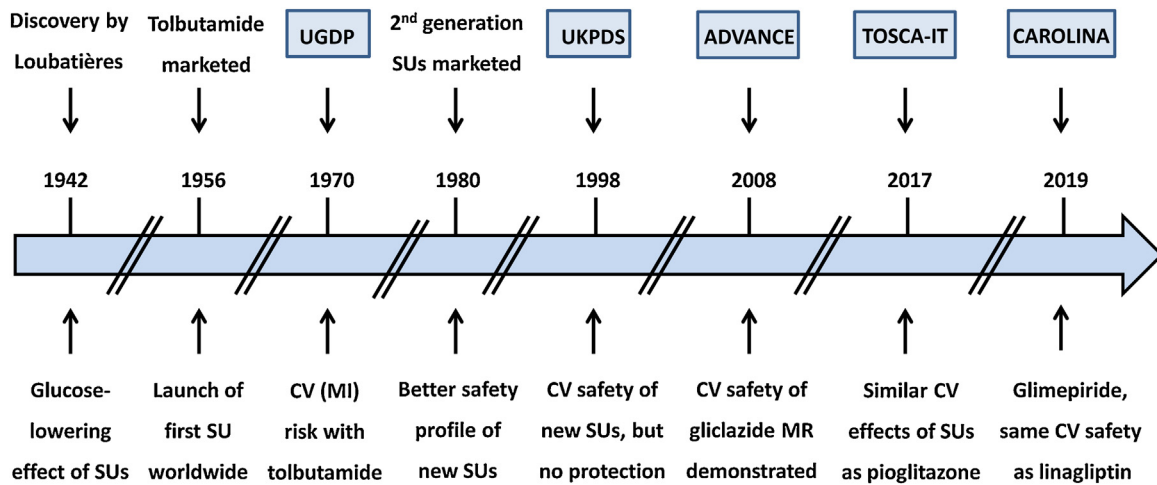 Discovery by
Loubatières
Tolbutamide
marketed
UGDP
2nd generation
SUs marketed
UKPDS
ADVANCE
TOSCA-IT
CAROLINA
1942
1956
1970
1980
1998
2008
2017
2019
Glucose-
lowering
effect of SUs
Launch of
first SU
worldwide
CV (MI)
risk with
tolbutamide
Better safety
profile of
new SUs
CV safety of
new SUs, but
no protection
CV safety of
gliclazide MR
demonstrated
Similar CV
effects of SUs
as pioglitazone
Glimepiride,
same CV safety
as linagliptin